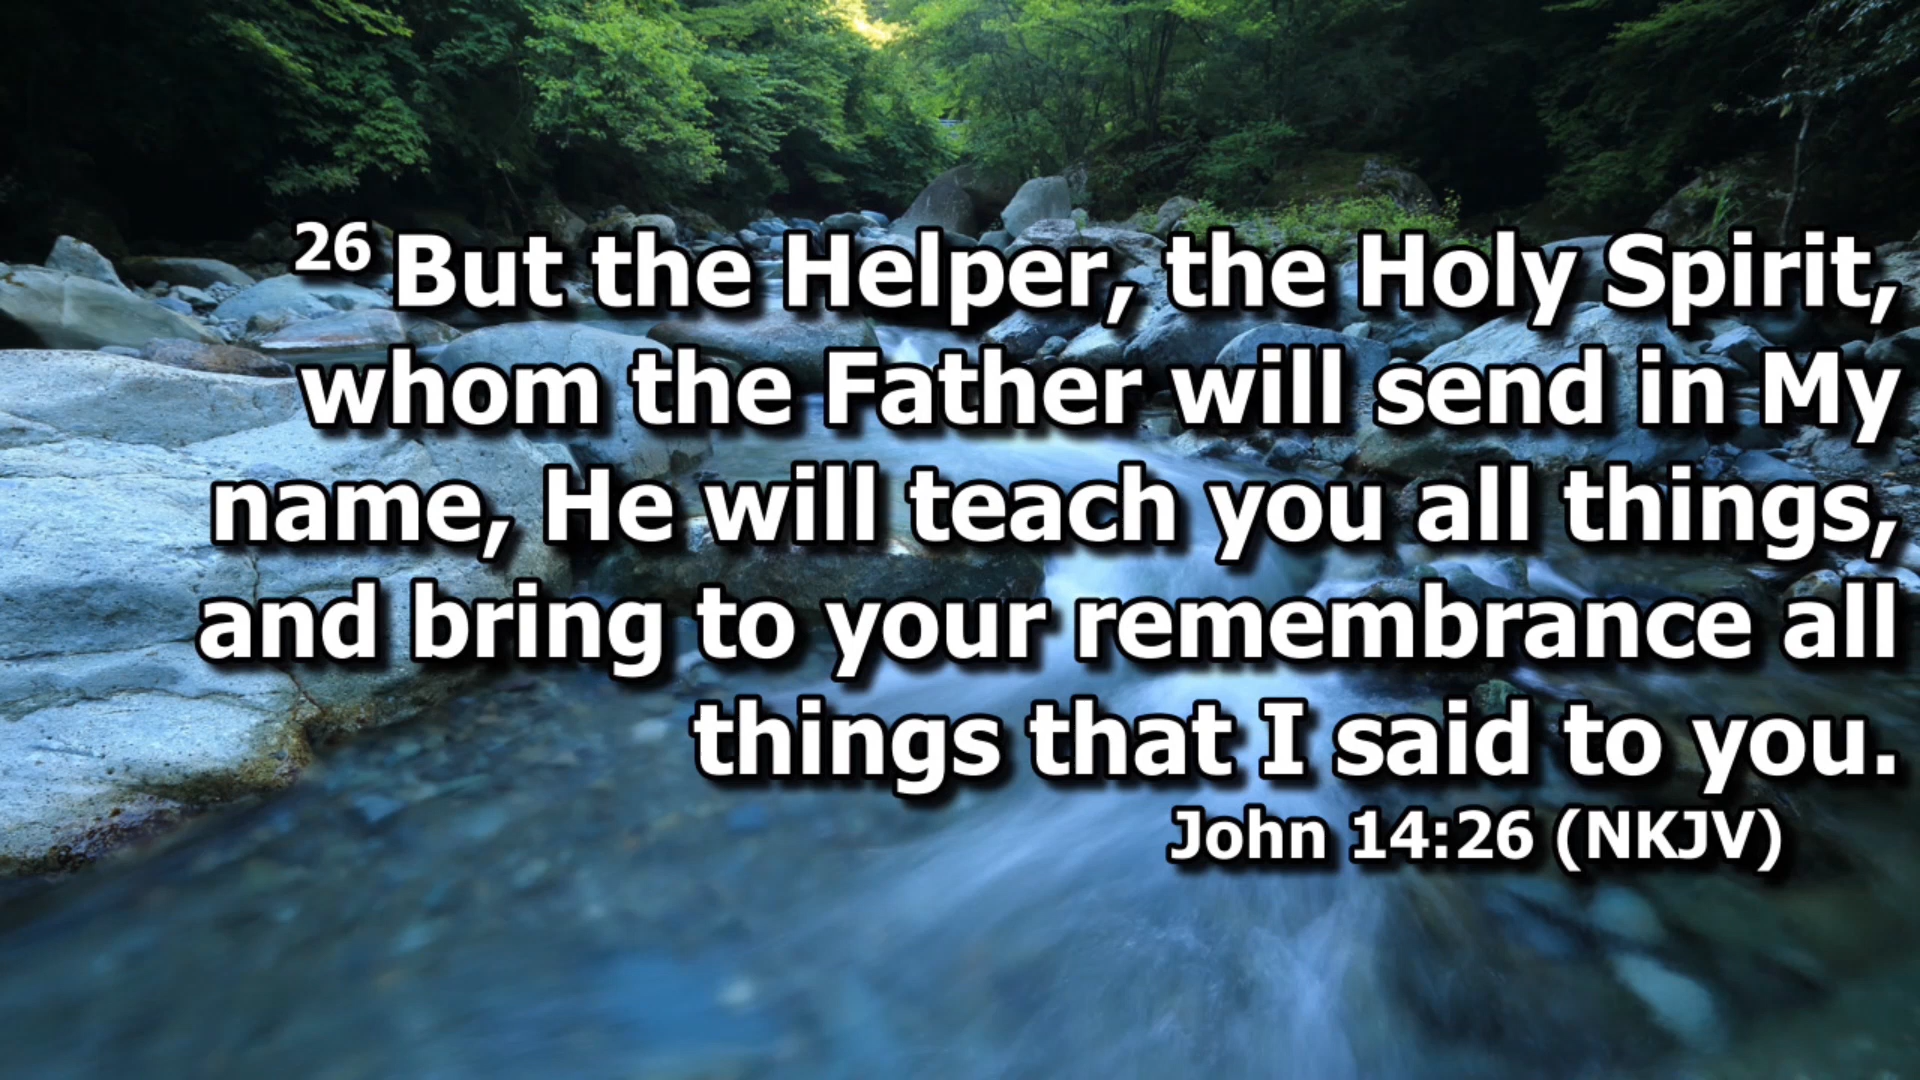 26 But the Helper, the Holy Spirit,
whom the Father will send in My
name, He will teach you all things,
and bring to your remembrance all
things that I said to you.
John 14:26 (NKJV)